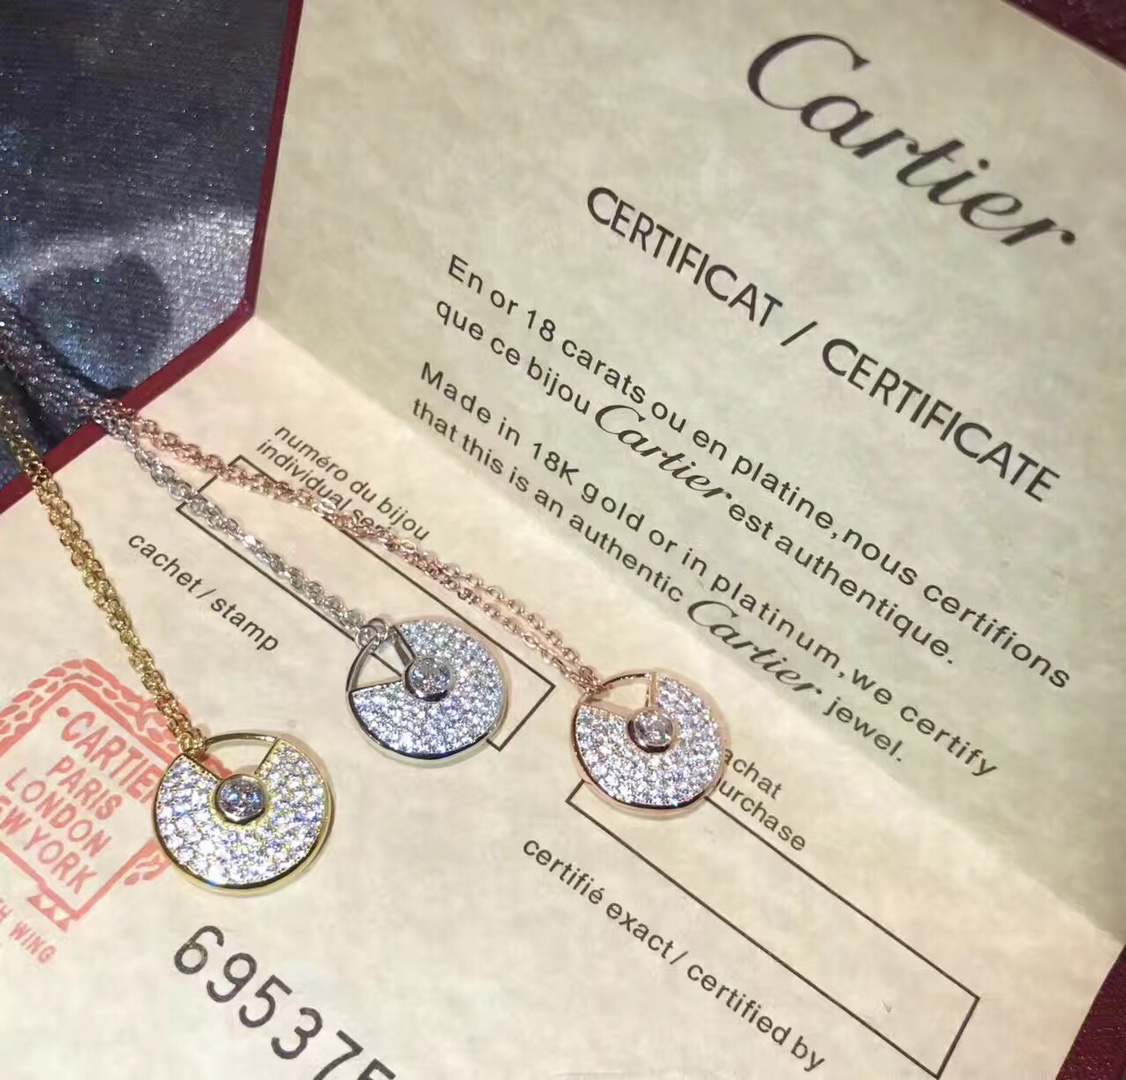 Cartier
CERTIFICAT / CERTIFICATE
En or 18 carats ou en platine,nous certifions
que ce bijou Cartier est authentique.
Made in 18K gold or in platinum,we certify
that this is an authentic Cartier jewel.
numéro du bijou
individual
cachet / stamp
CARTIER
PARIS
LONDON
YORK
WING
achat
urchase
certifié exact / certified by
69537